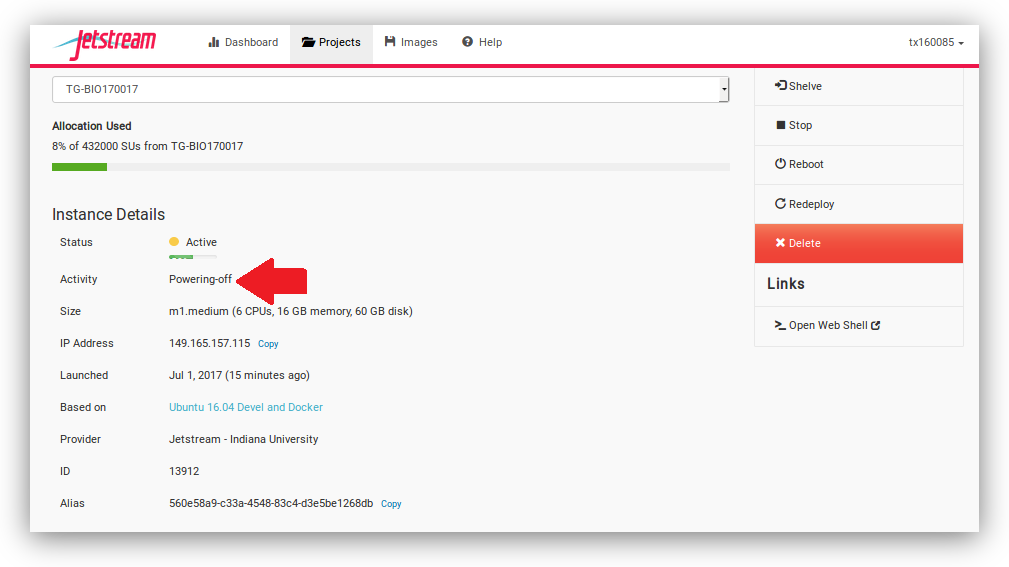 Jetstream
Dashboard
Projects
Images
Help
tx160085
TG-BIO170017
Allocation Used
8% of 432000 SUs from TG-BIO170017
Instance Details
Status
Active
Activity
Powering-off
Size
m1.medium (6 CPUs, 16 GB memory, 60 GB disk)
IP Address
149.165.157.115 Copy
Launched
Jul 1, 2017 (15 minutes ago)
Based on
Ubuntu 16.04 Devel and Docker
Provider
Jetstream - Indiana University
ID
13912
Alias
560e58a9-c33a-4548-83c4-d3e5be1268db Copy
Shelve
Stop
Reboot
Redeploy
Delete
Links
Open Web Shell